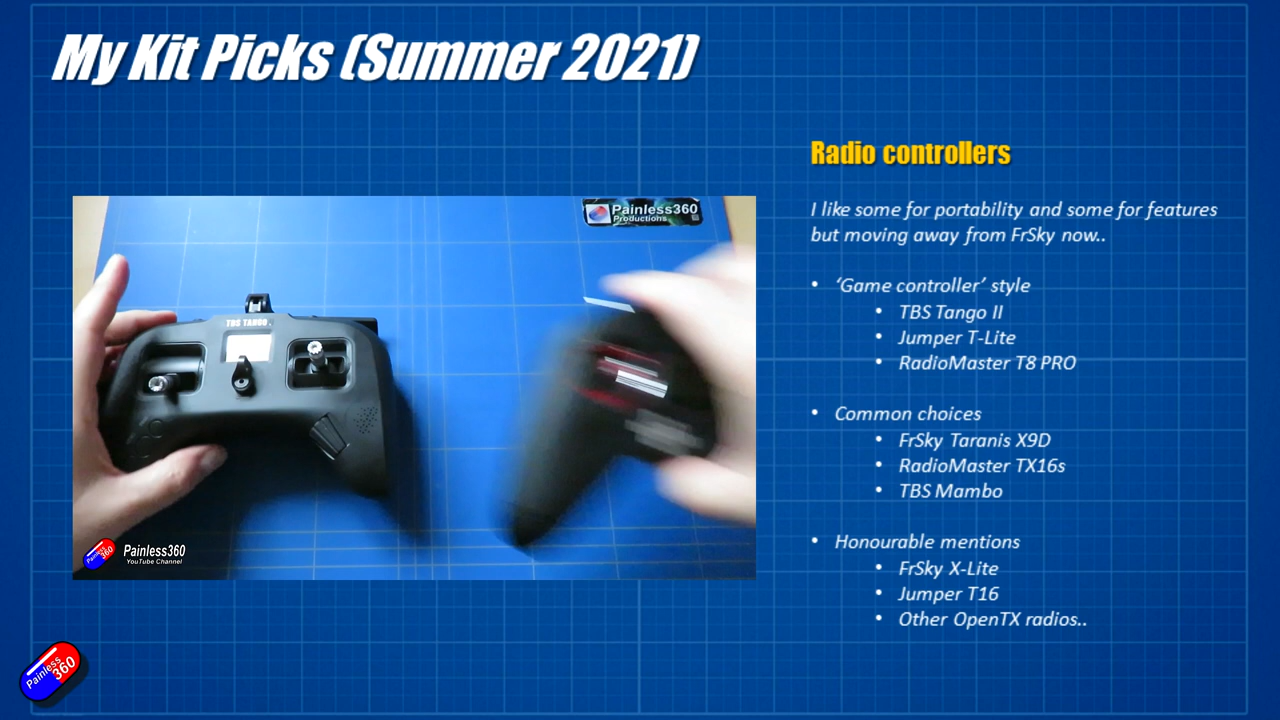 My Kit Picks (Summer 2021)
Radio controllers
I like some for portability and some for features
but moving away from FrSky now..
• ‘Game controller’ style
• TBS Tango II
• Jumper T-Lite
• RadioMaster T8 PRO
• Common choices
• FrSky Taranis X9D
• RadioMaster TX16s
• TBS Mambo
• Honourable mentions
• FrSky X-Lite
• Jumper T16
• Other OpenTX radios..
Painless360
Productions
TBS TANGO
Painless360
Painless360
YouTube Channel
Painless
360